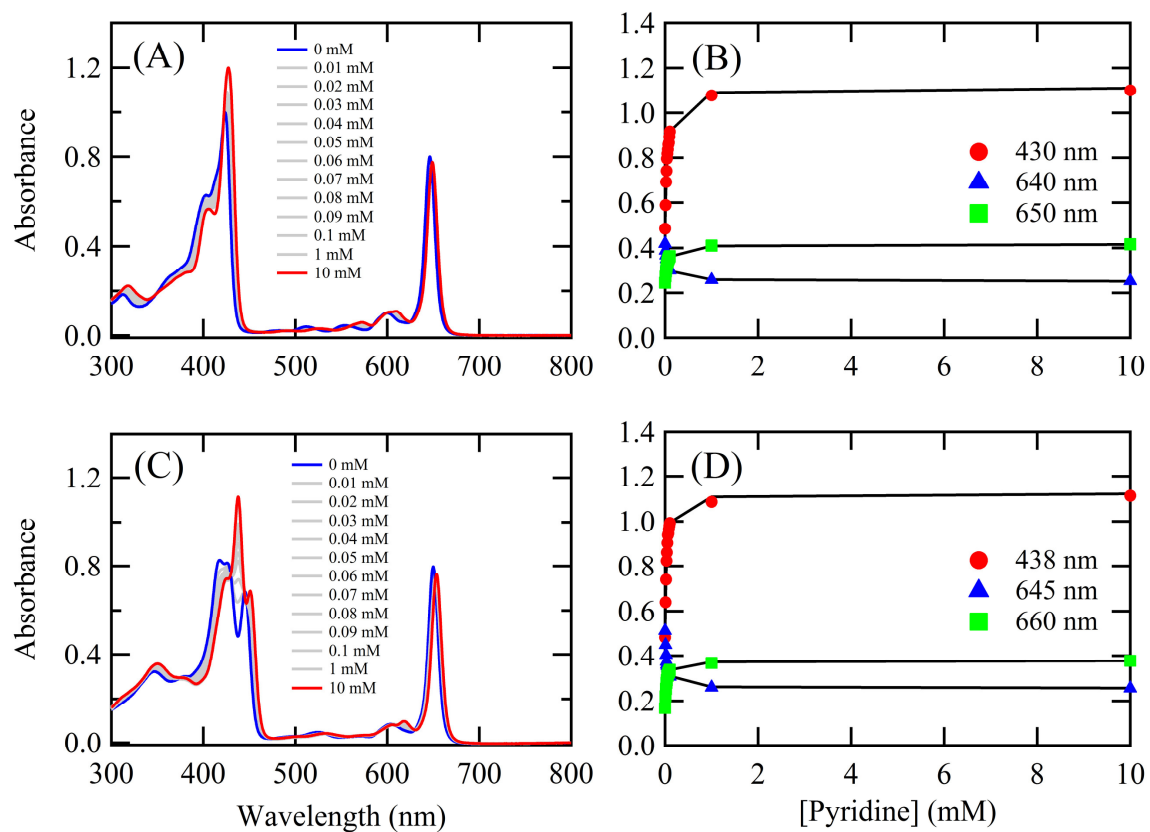 (A)
Absorbance
1.2
0.8
0.4
0.0
300 400 500 600 700 800
0 mM
0.01 mM
0.02 mM
0.03 mM
0.04 mM
0.05 mM
0.06 mM
0.07 mM
0.08 mM
0.09 mM
0.1 mM
1 mM
10 mM
(B)
1.4
1.2
1.0
0.8
0.6
0.4
0.2
0.0
0 2 4 6 8 10
430 nm
640 nm
650 nm
(C)
Absorbance
1.2
0.8
0.4
0.0
300 400 500 600 700 800
Wavelength (nm)
0 mM
0.01 mM
0.02 mM
0.03 mM
0.04 mM
0.05 mM
0.06 mM
0.07 mM
0.08 mM
0.09 mM
0.1 mM
1 mM
10 mM
(D)
1.4
1.2
1.0
0.8
0.6
0.4
0.2
0.0
0 2 4 6 8 10
[Pyridine] (mM)
438 nm
645 nm
660 nm